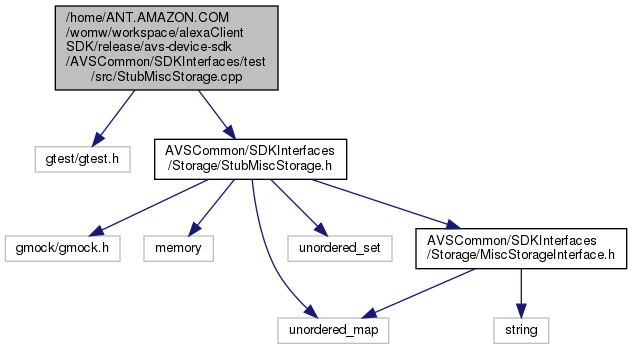 /home/ANT.AMAZON.COM
/womw/workspace/alexaClient
SDK/release/avs-device-sdk
/AVSCommon/SDKInterfaces/test
/src/StubMiscStorage.cpp
gtest/gtest.h
AVSCommon/SDKInterfaces
/Storage/StubMiscStorage.h
gmock/gmock.h
memory
unordered_set
AVSCommon/SDKInterfaces
/Storage/MiscStorageInterface.h
unordered_map
string